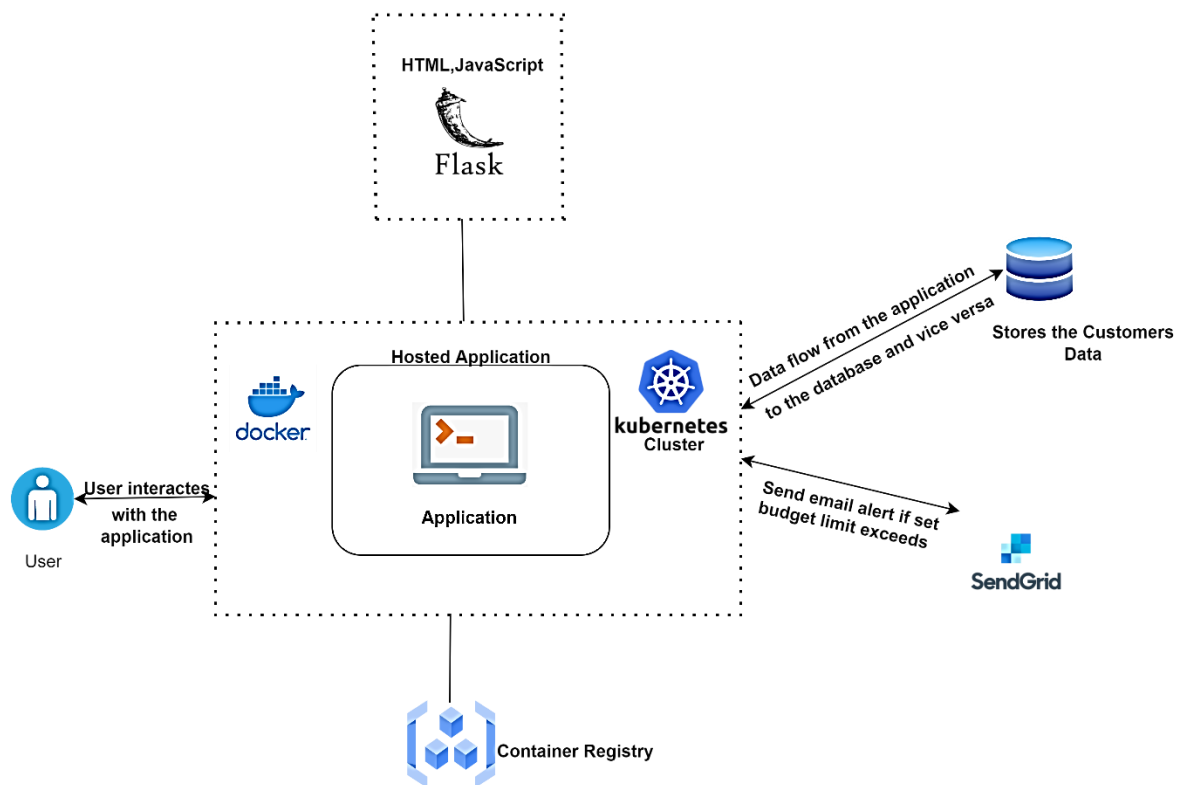 HTML,JavaScript
Flask
Data flow from the application
to the database and vice versa
Stores the Customers
Data
Hosted Application
docker
kubernetes
Cluster
Application
User interactes
with the
application
User
Send email alert if set
budget limit exceeds
SendGrid
Container Registry